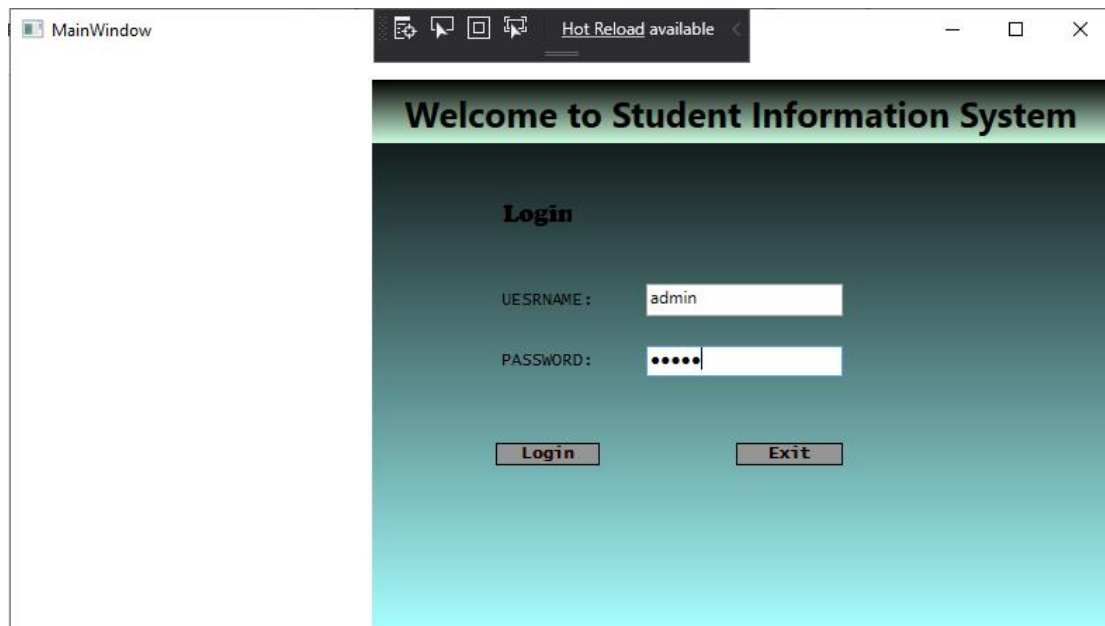 MainWindow
Hot Reload available
Welcome to Student Information System
Login
UESRNAME:
admin
PASSWORD:
•••••
Login
Exit